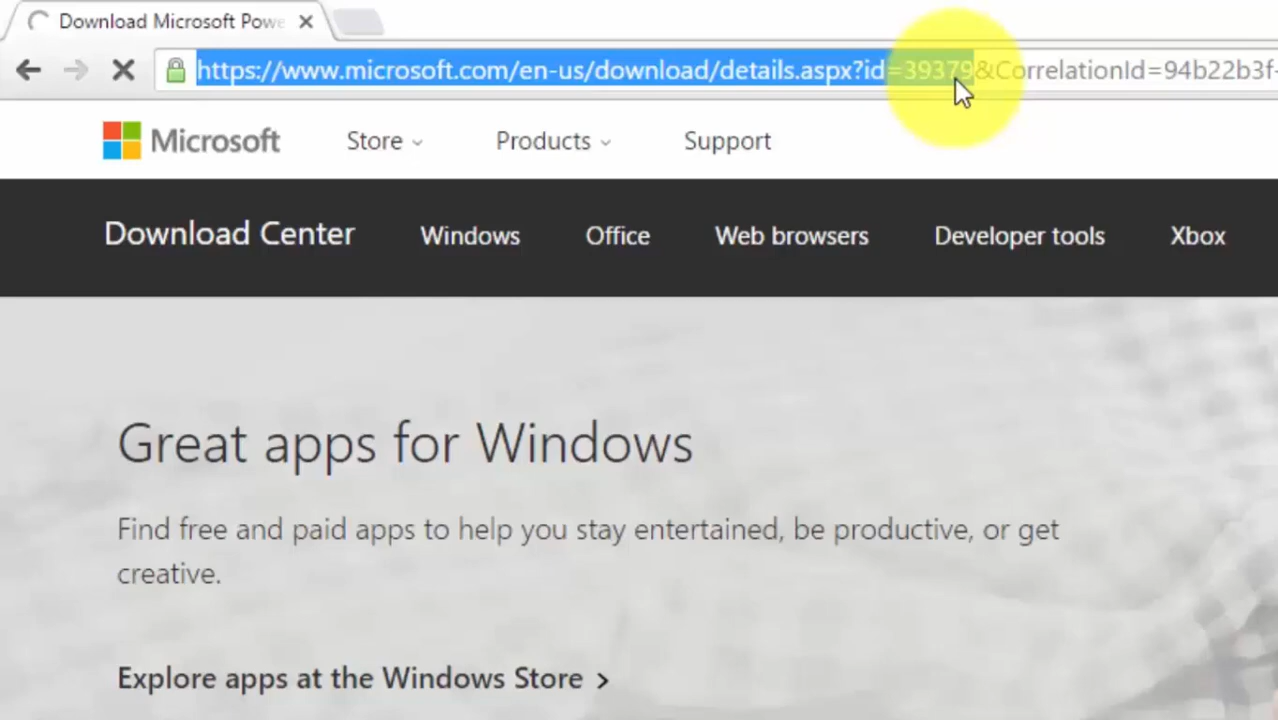 Download Microsoft Powe
https://www.microsoft.com/en-us/download/details.aspx?id=39379&CorrelationId=94b22b3f-
Microsoft Store Products Support
Download Center Windows Office Web browsers Developer tools Xbox
Great apps for Windows
Find free and paid apps to help you stay entertained, be productive, or get
creative.
Explore apps at the Windows Store >